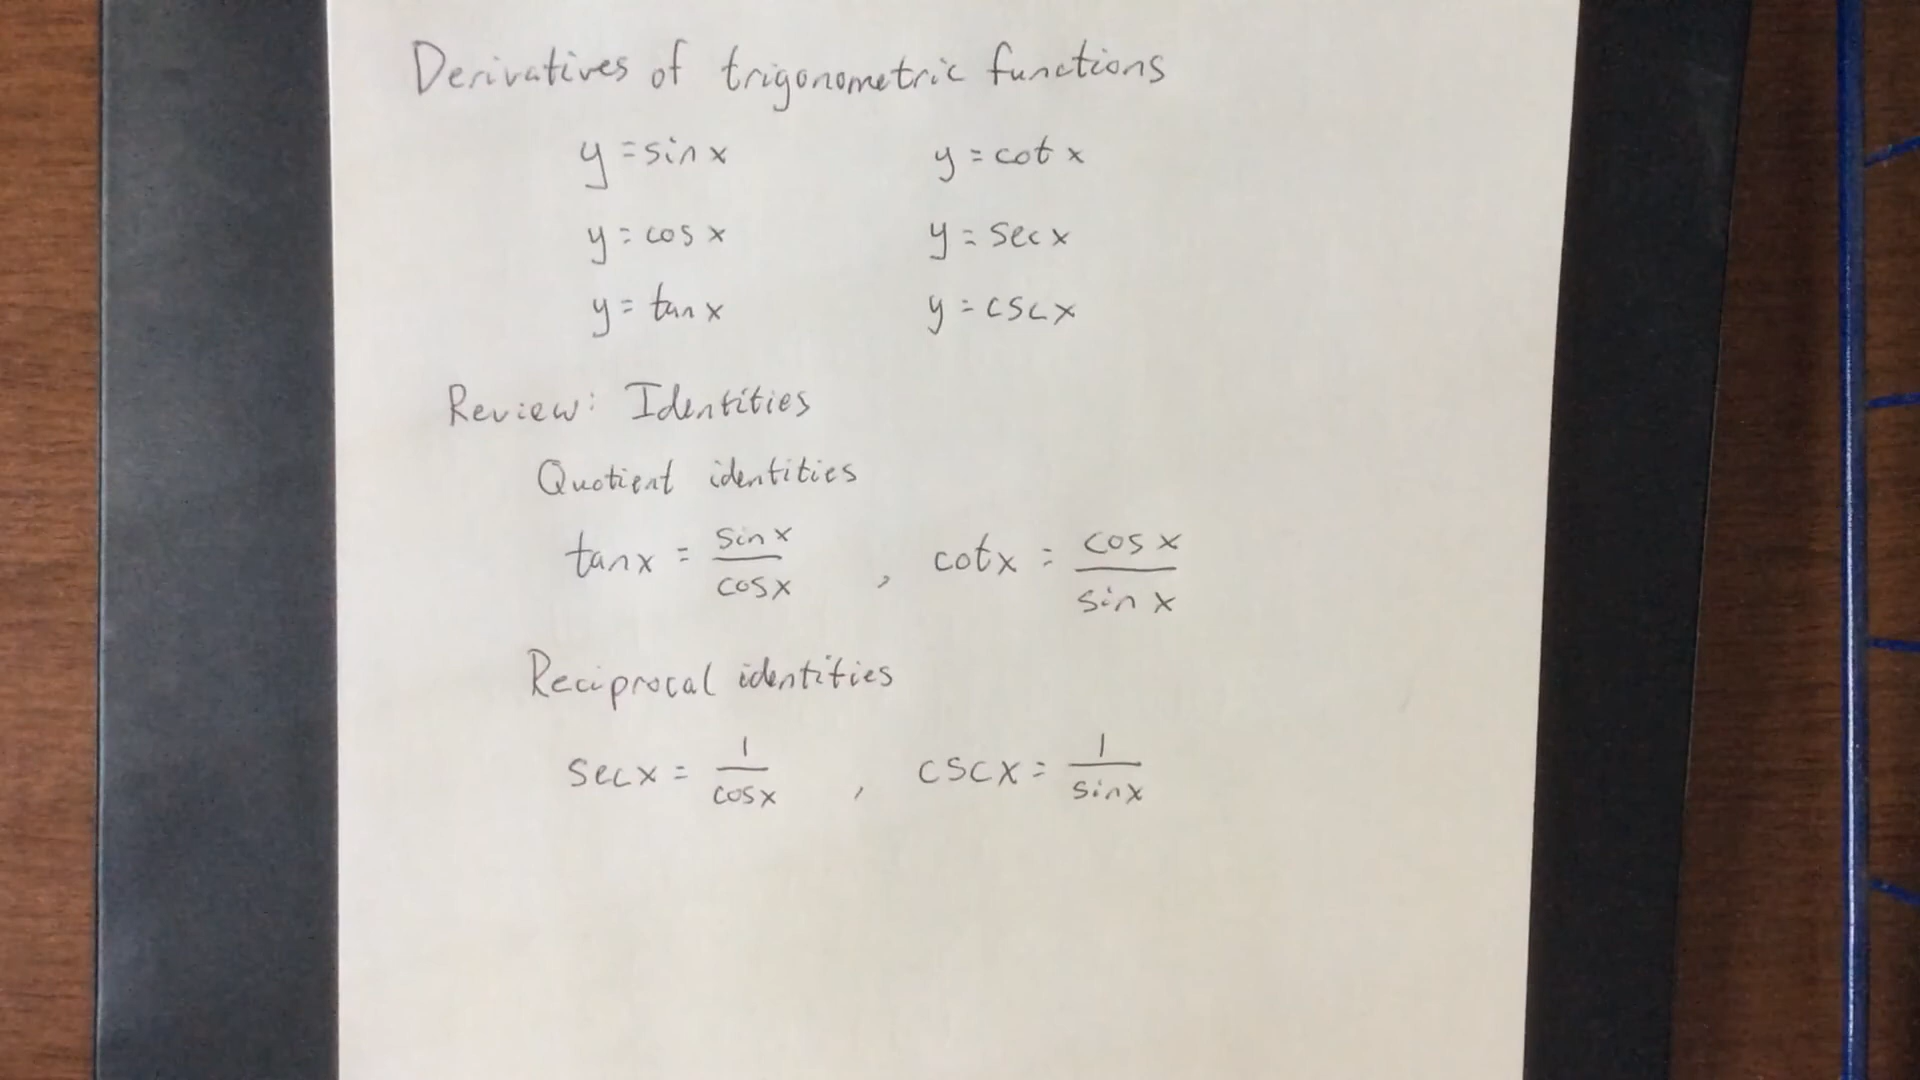 Derivatives of trigonometric functions
y = sin x    y = cot x
y = cos x    y = sec x
y = tan x    y = csc x
Review: Identities
Quotient identities
tan x = sin x / cos x , cot x = cos x / sin x
Reciprocal identities
sec x = 1 / cos x , csc x = 1 / sin x